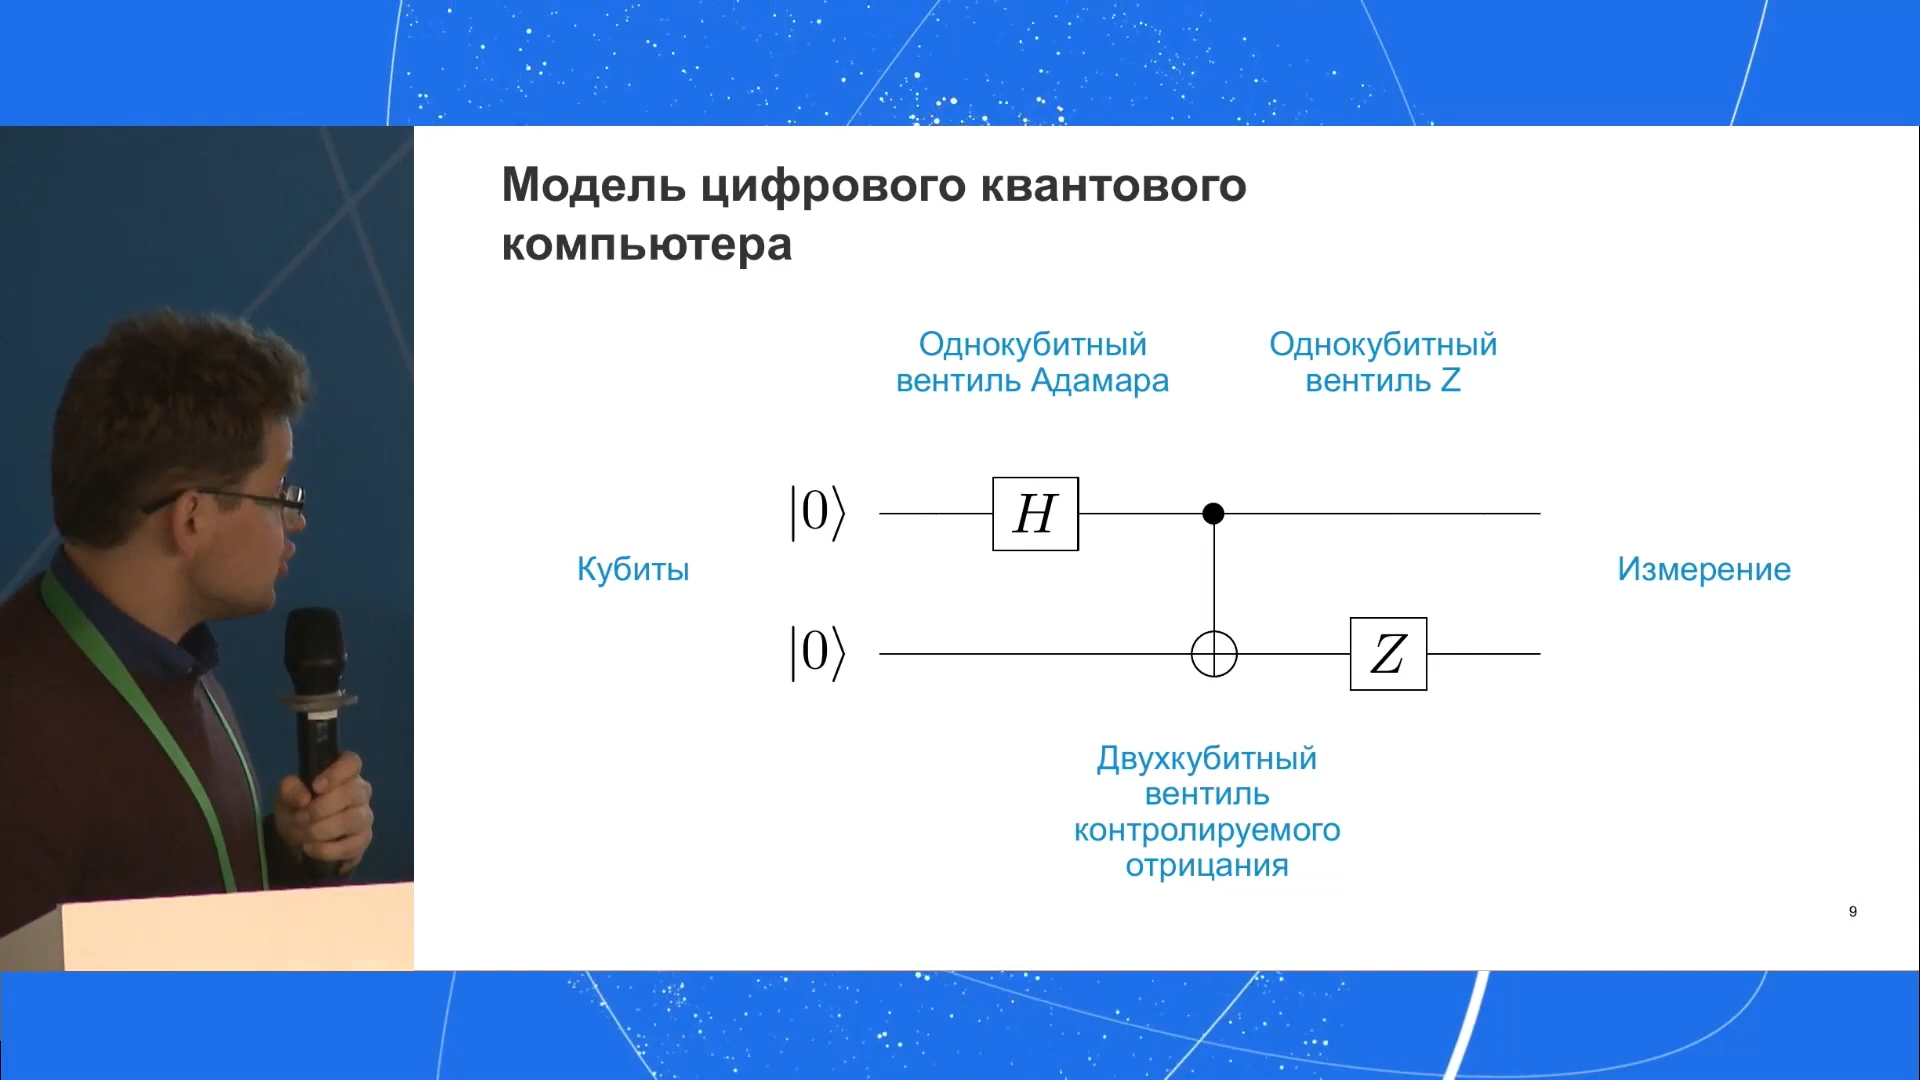 Модель цифрового квантового
компьютера
Однокубитный
вентиль Адамара
Однокубитный
вентиль Z
|0⟩
H
Кубиты
Измерение
|0⟩
Z
Двухкубитный
вентиль
контролируемого
отрицания
9